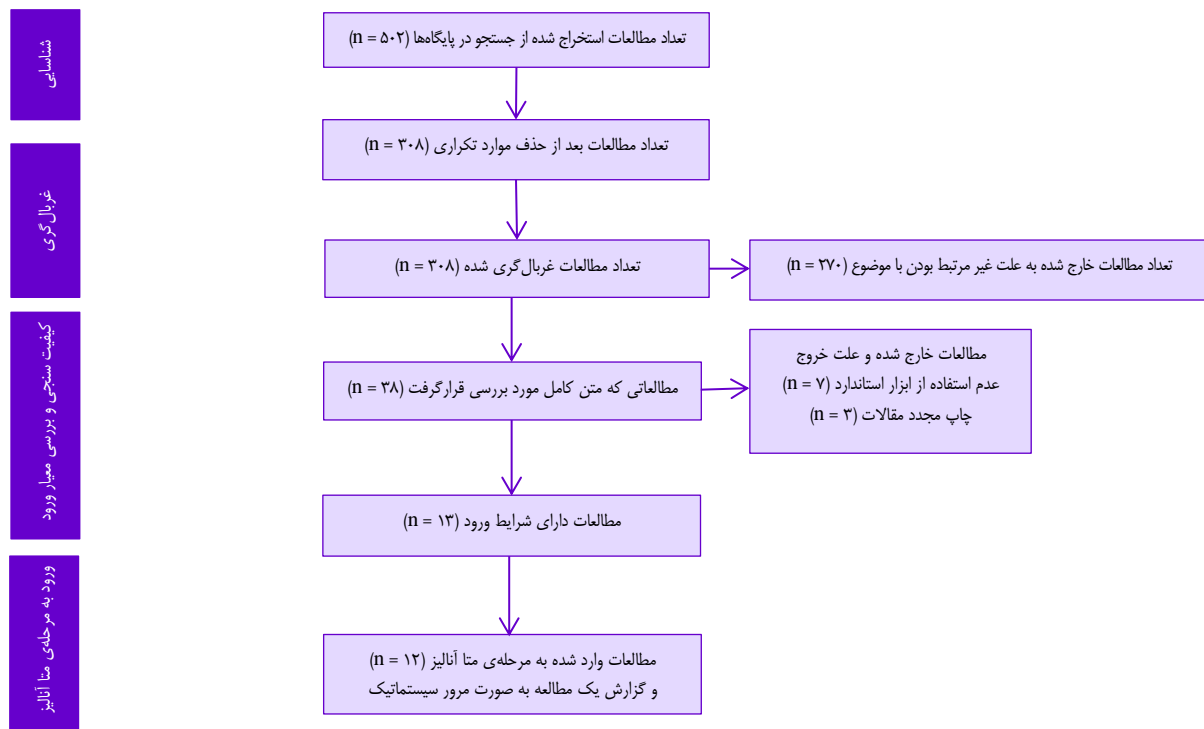 شناسایی
تعداد مطالعات استخراج شده از جستجو در پایگاه‌ها (n = ۵۰۲)
تعداد مطالعات بعد از حذف موارد تکراری (n = ۳۰۸)
غربال‌گری
تعداد مطالعات غربال‌گری شده (n = ۳۰۸)
تعداد مطالعات خارج شده به علت غیر مرتبط بودن با موضوع (n = ۲۷۰)
کیفیت سنجی و بررسی معیار ورود
مطالعاتی که متن کامل مورد بررسی قرارگرفت (n = ۳۸)
مطالعات خارج شده و علت خروج
عدم استفاده از ابزار استاندارد (n = ۷)
چاپ مجدد مقالات (n = ۳)
مطالعات دارای شرایط ورود (n = ۱۳)
ورود به مرحله‌ی متا آنالیز
مطالعات وارد شده به مرحله‌ی متا آنالیز (n = ۱۲)
و گزارش یک مطالعه به صورت مرور سیستماتیک